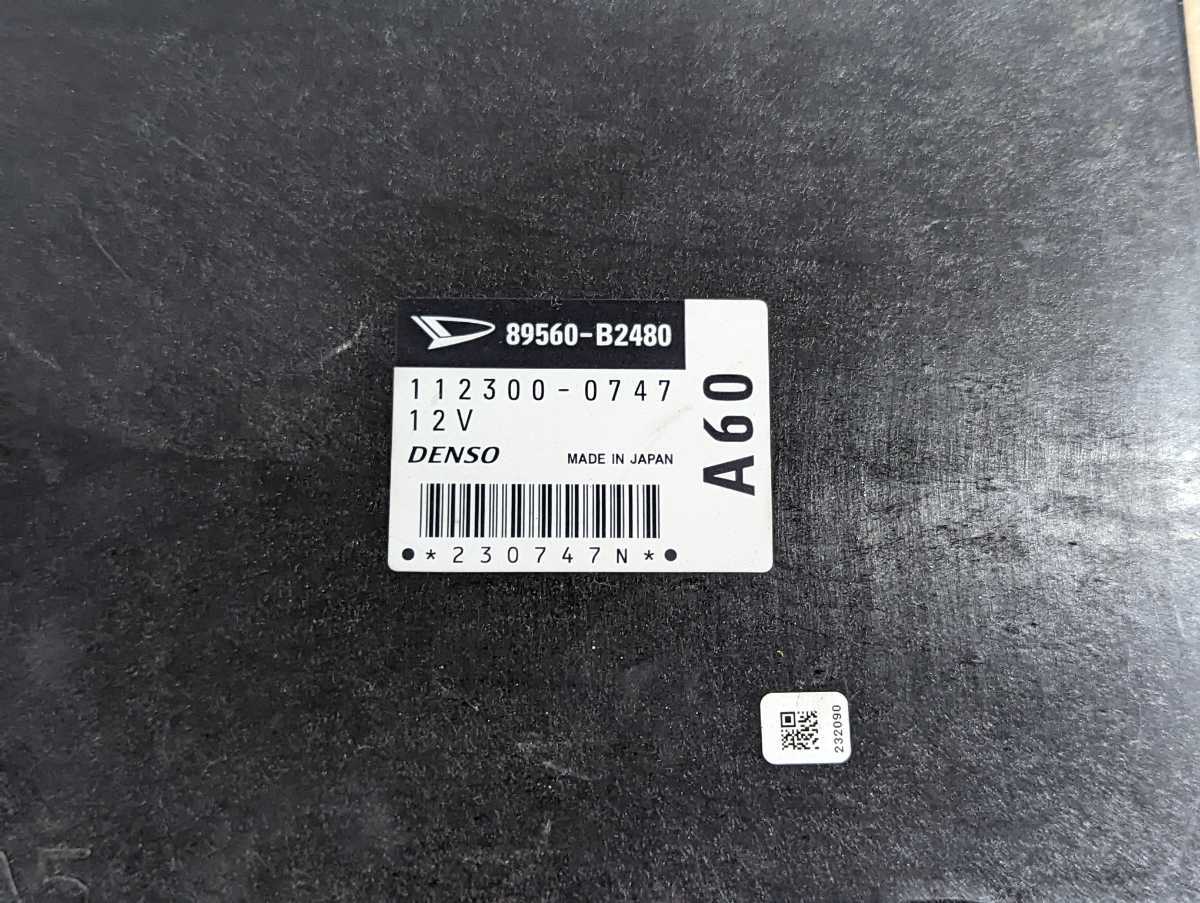 89560-B2480
112300-0747
12V
DENSO MADE IN JAPAN
A60
*230747N*
232090